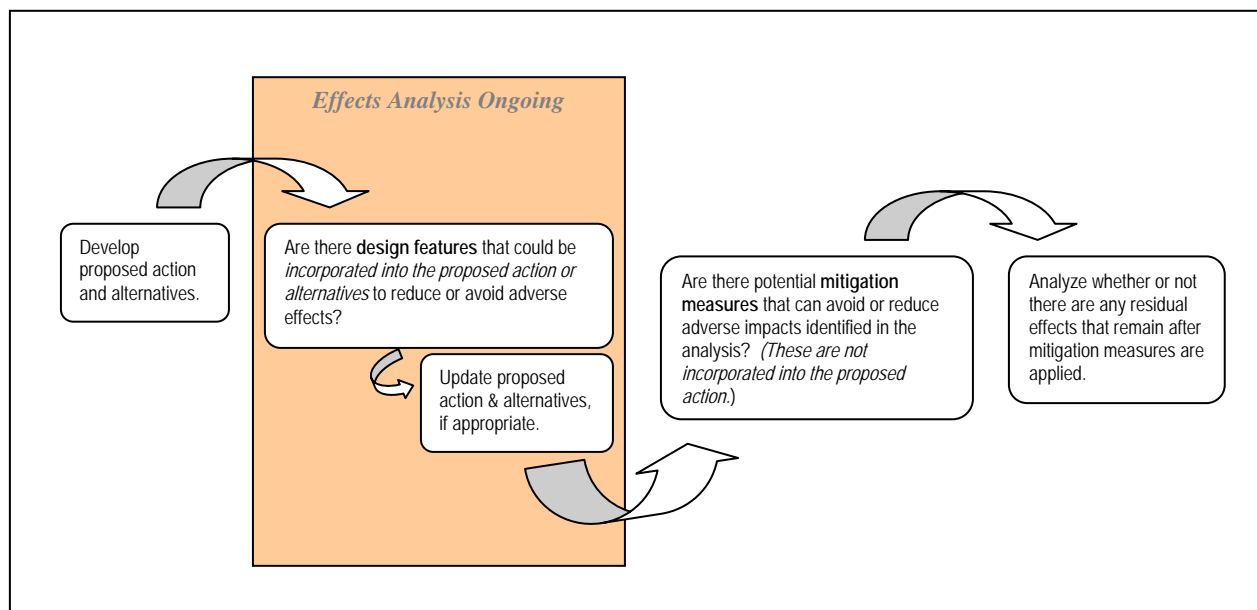 Effects Analysis Ongoing
Develop
proposed action
and alternatives.
Are there design features that could be
incorporated into the proposed action or
alternatives to reduce or avoid adverse
effects?
Update proposed
action & alternatives,
if appropriate.
Are there potential mitigation
measures that can avoid or reduce
adverse impacts identified in the
analysis?  (These are not
incorporated into the proposed
action.)
Analyze whether or not
there are any residual
effects that remain after
mitigation measures are
applied.